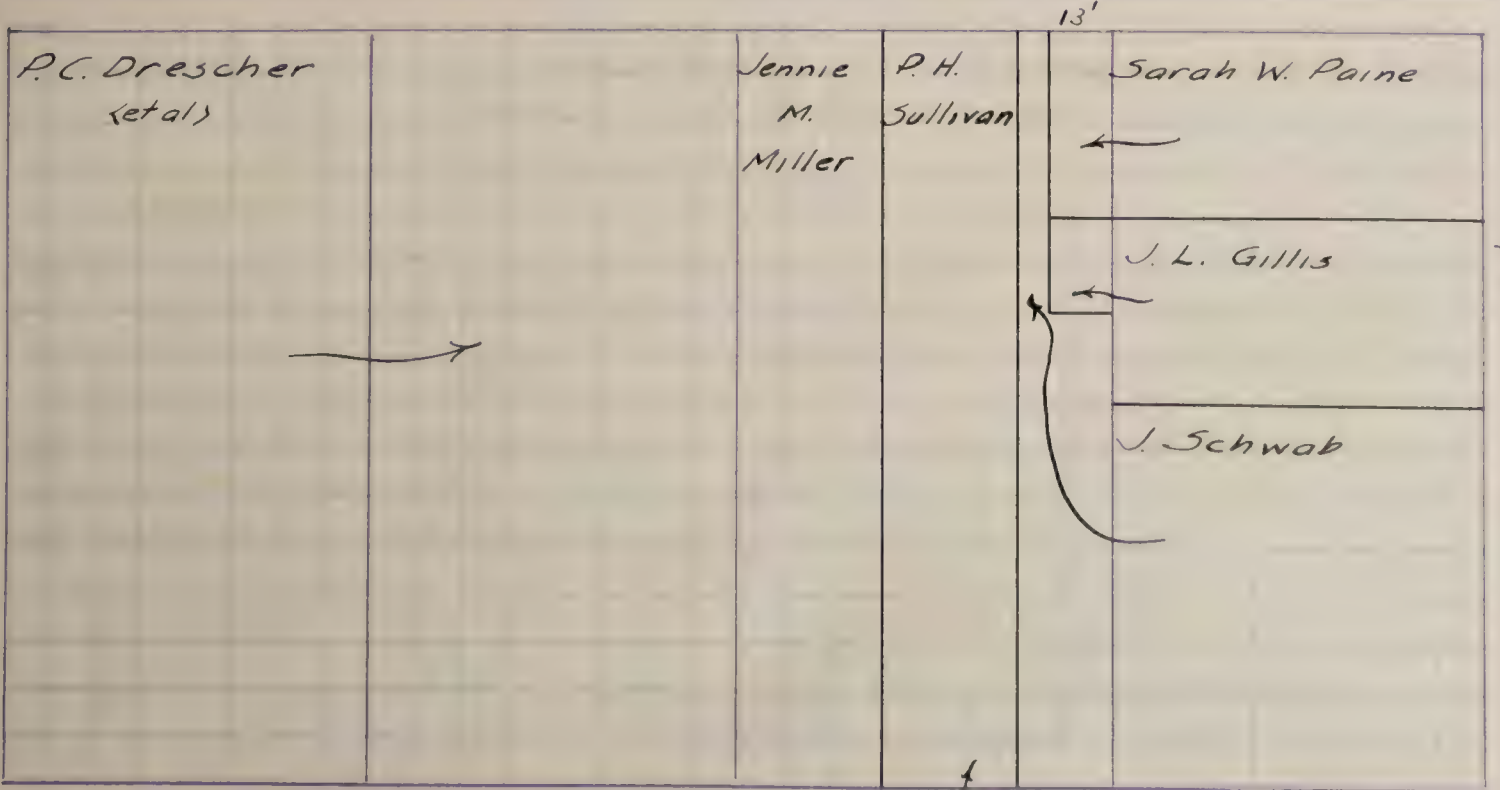 13'
P.C. Drescher
<et al>
Jennie
M.
Miller
P. H.
Sullivan
Sarah W. Paine
J. L. Gillis
J. Schwab